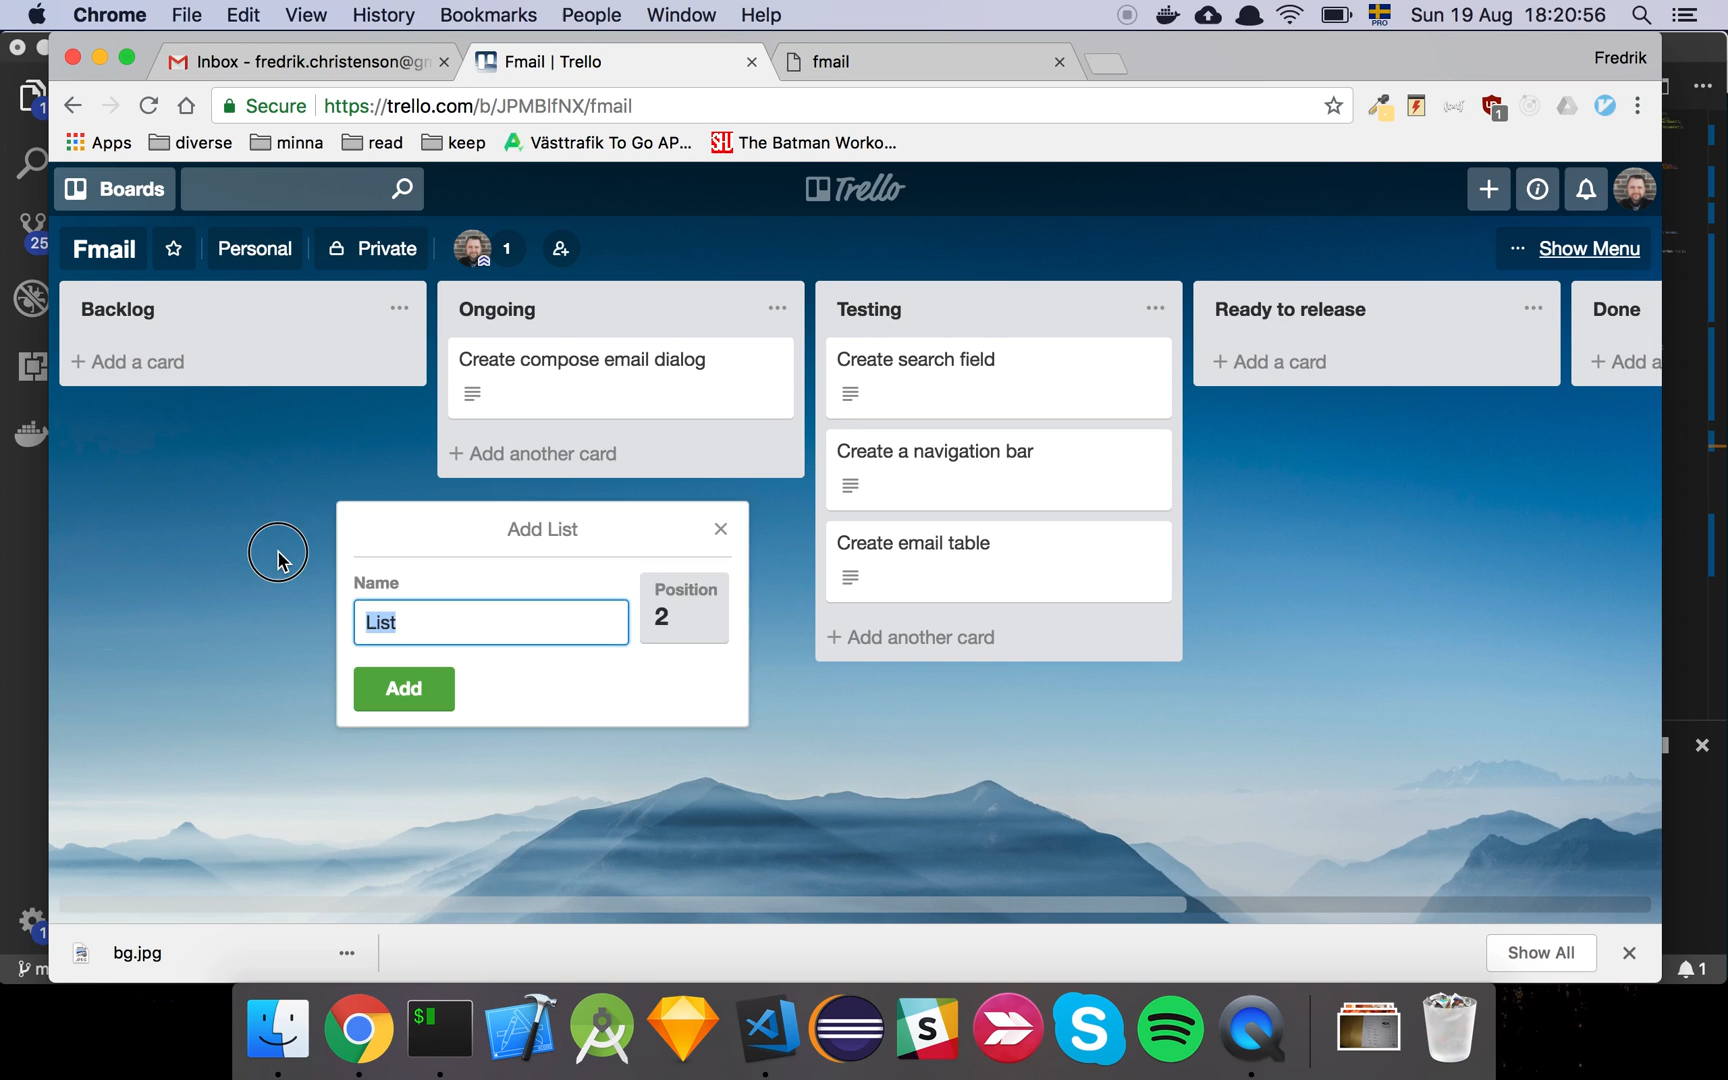 Chrome File Edit View History Bookmarks People Window Help PRO Sun 19 Aug 18:20:56
Inbox - fredrik.christenson@gm Fmail | Trello fmail Fredrik
Secure https://trello.com/b/JPMBlfNX/fmail
Apps diverse minna read keep Västtrafik To Go AP... The Batman Worko...
Boards Trello
Fmail Personal Private 1 Show Menu
25
Backlog Ongoing Testing Ready to release Done
+ Add a card Create compose email dialog Create search field + Add a card + Add a
+ Add another card Create a navigation bar
Add List Create email table
Name Position
List 2
+ Add another card
Add
bg.jpg Show All
1